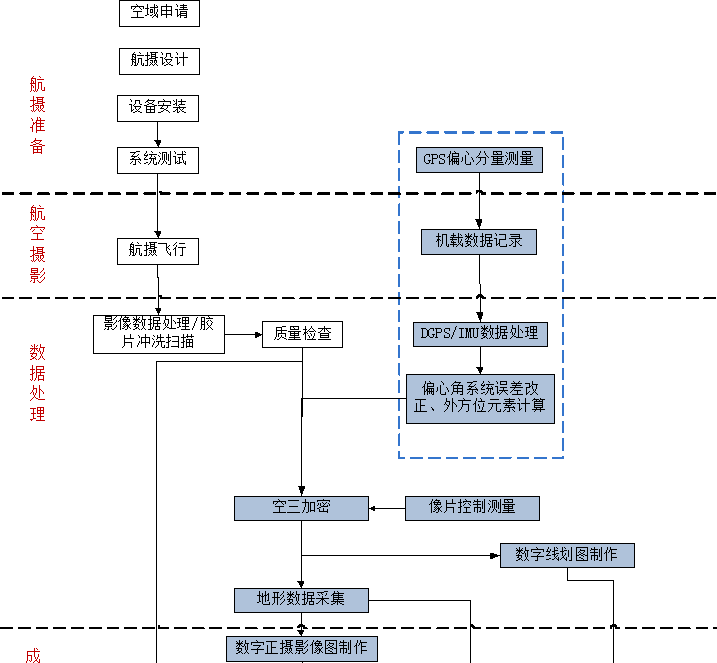 空域申请
航摄设计
设备安装
系统测试
航摄准备
GPS偏心分量测量
航空摄影
航摄飞行
机载数据记录
影像数据处理/胶
片冲洗扫描
质量检查
DGPS/IMU数据处理
数据处理
偏心角系统误差改
正、外方位元素计算
空三加密
像片控制测量
数字线划图制作
地形数据采集
数字正摄影像图制作
成